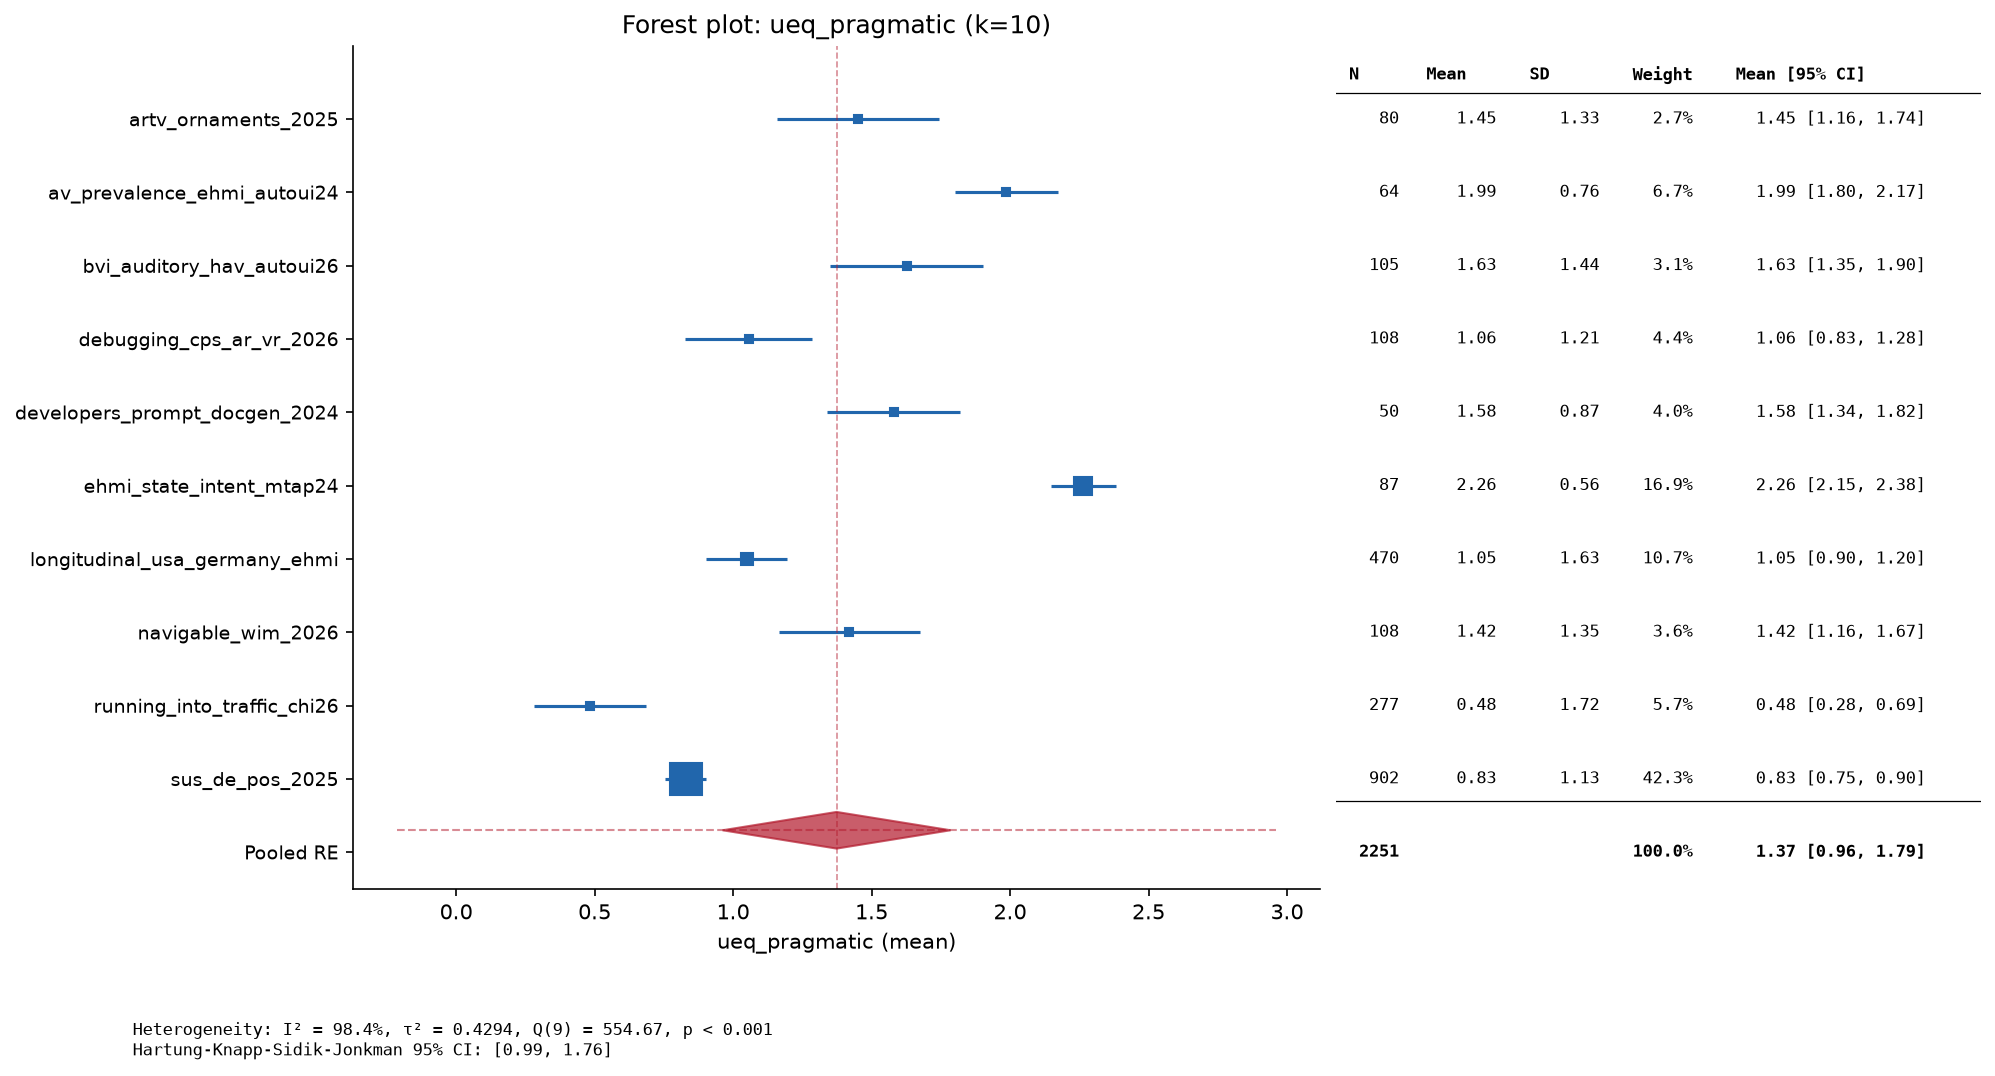 Forest plot: ueq_pragmatic (k=10)
N Mean SD Weight Mean [95% CI]
artv_ornaments_2025 80 1.45 1.33 2.7% 1.45 [1.16, 1.74]
av_prevalence_ehmi_autoui24 64 1.99 0.76 6.7% 1.99 [1.80, 2.17]
bvi_auditory_hav_autoui26 105 1.63 1.44 3.1% 1.63 [1.35, 1.90]
debugging_cps_ar_vr_2026 108 1.06 1.21 4.4% 1.06 [0.83, 1.28]
developers_prompt_docgen_2024 50 1.58 0.87 4.0% 1.58 [1.34, 1.82]
ehmi_state_intent_mtap24 87 2.26 0.56 16.9% 2.26 [2.15, 2.38]
longitudinal_usa_germany_ehmi 470 1.05 1.63 10.7% 1.05 [0.90, 1.20]
navigable_wim_2026 108 1.42 1.35 3.6% 1.42 [1.16, 1.67]
running_into_traffic_chi26 277 0.48 1.72 5.7% 0.48 [0.28, 0.69]
sus_de_pos_2025 902 0.83 1.13 42.3% 0.83 [0.75, 0.90]
Pooled RE 2251 100.0% 1.37 [0.96, 1.79]
0.0 0.5 1.0 1.5 2.0 2.5 3.0
ueq_pragmatic (mean)
Heterogeneity: I² = 98.4%, τ² = 0.4294, Q(9) = 554.67, p < 0.001
Hartung-Knapp-Sidik-Jonkman 95% CI: [0.99, 1.76]